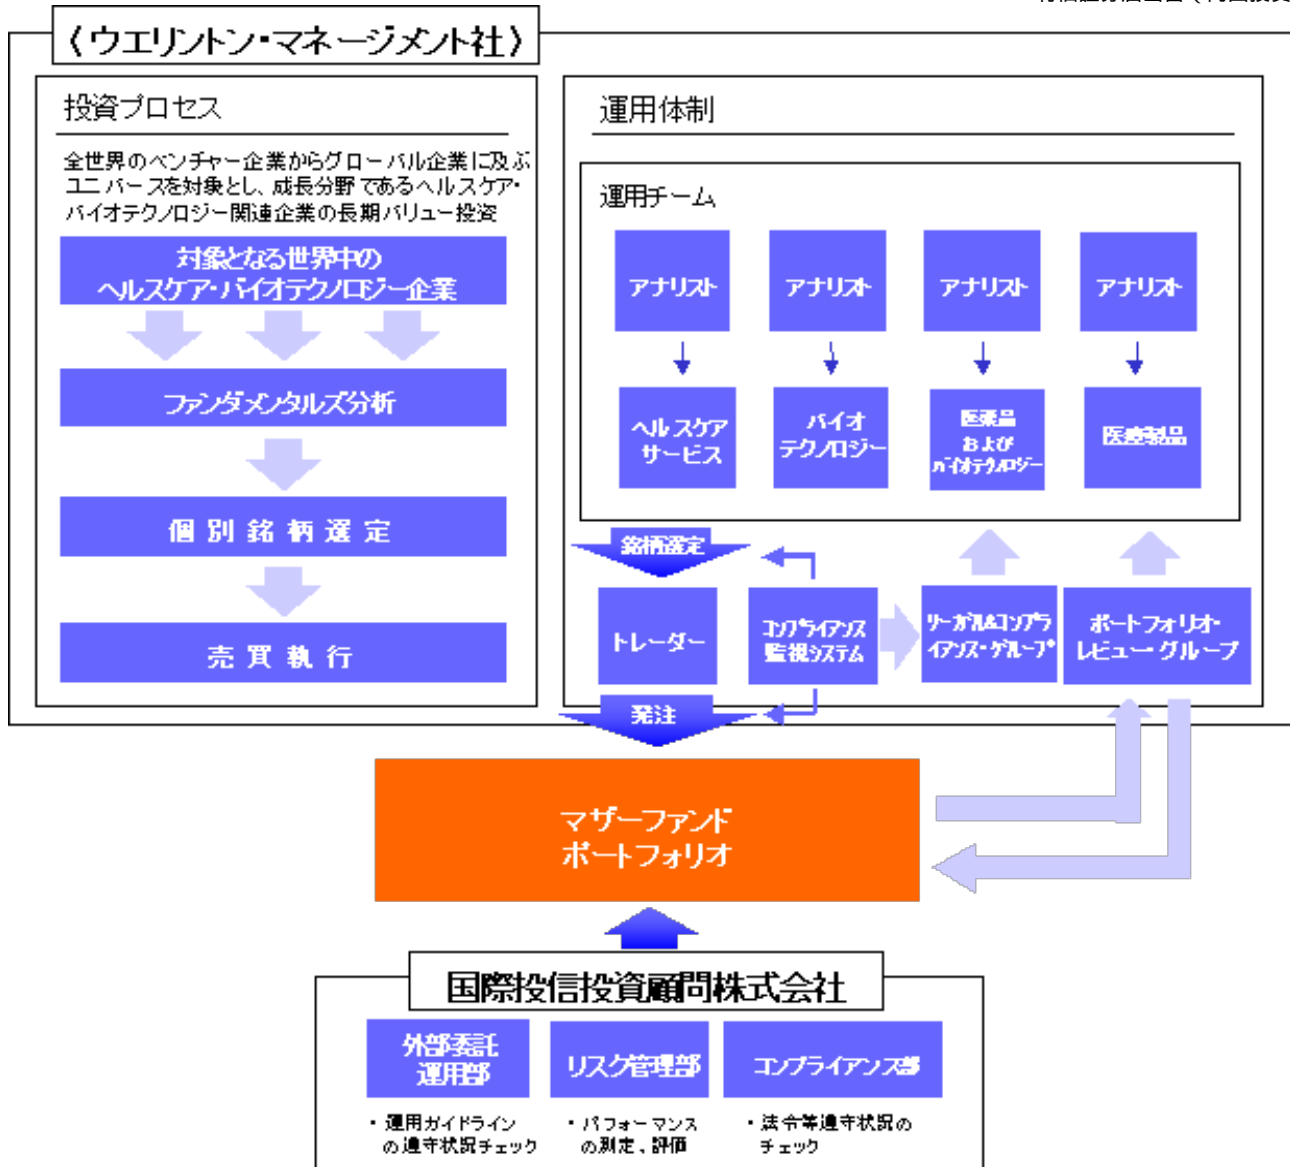 〈ウエリントン・マネージメント社〉
投資プロセス
全世界のベンチャー企業からグローバル企業に及ぶ
ユニバースを対象とし、成長分野であるヘルスケア・
バイオテクノロジー関連企業の長期バリュー投資
対象となる世界中の
ヘルスケア・バイオテクノロジー企業
ファンダメンタルズ分析
個別銘柄選定
売買執行
運用体制
運用チーム
アナリスト
アナリスト
アナリスト
アナリスト
ヘルスケア
サービス
バイオ
テクノロジー
医薬品
および
バイオテクノロジー
医療製品
銘柄選定
トレーダー
コンプライアンス
監視システム
リーガル&コンプラ
イアンス・グループ
ポートフォリオ・
レビュー・グループ
発注
マザーファンド
ポートフォリオ
国際投信投資顧問株式会社
外部委託
運用部
リスク管理部
コンプライアンス部
・運用ガイドライン
の遵守状況チェック
・パフォーマンス
の測定、評価
・法令等遵守状況の
チェック